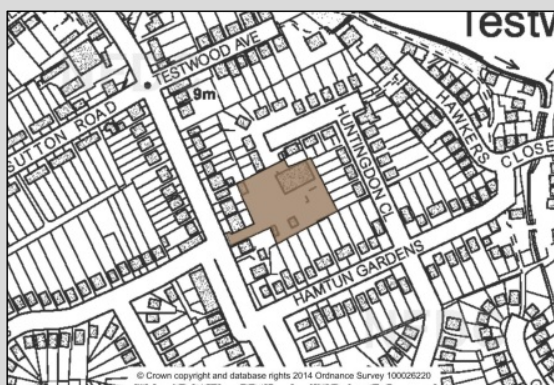 Testw
TESTWOOD AVE
9m
SUTTON ROAD
HUNTINGDON CL
HAWKERS
CLOSE
HAMTUN GARDENS
© Crown copyright and database rights 2014 Ordnance Survey 100026220